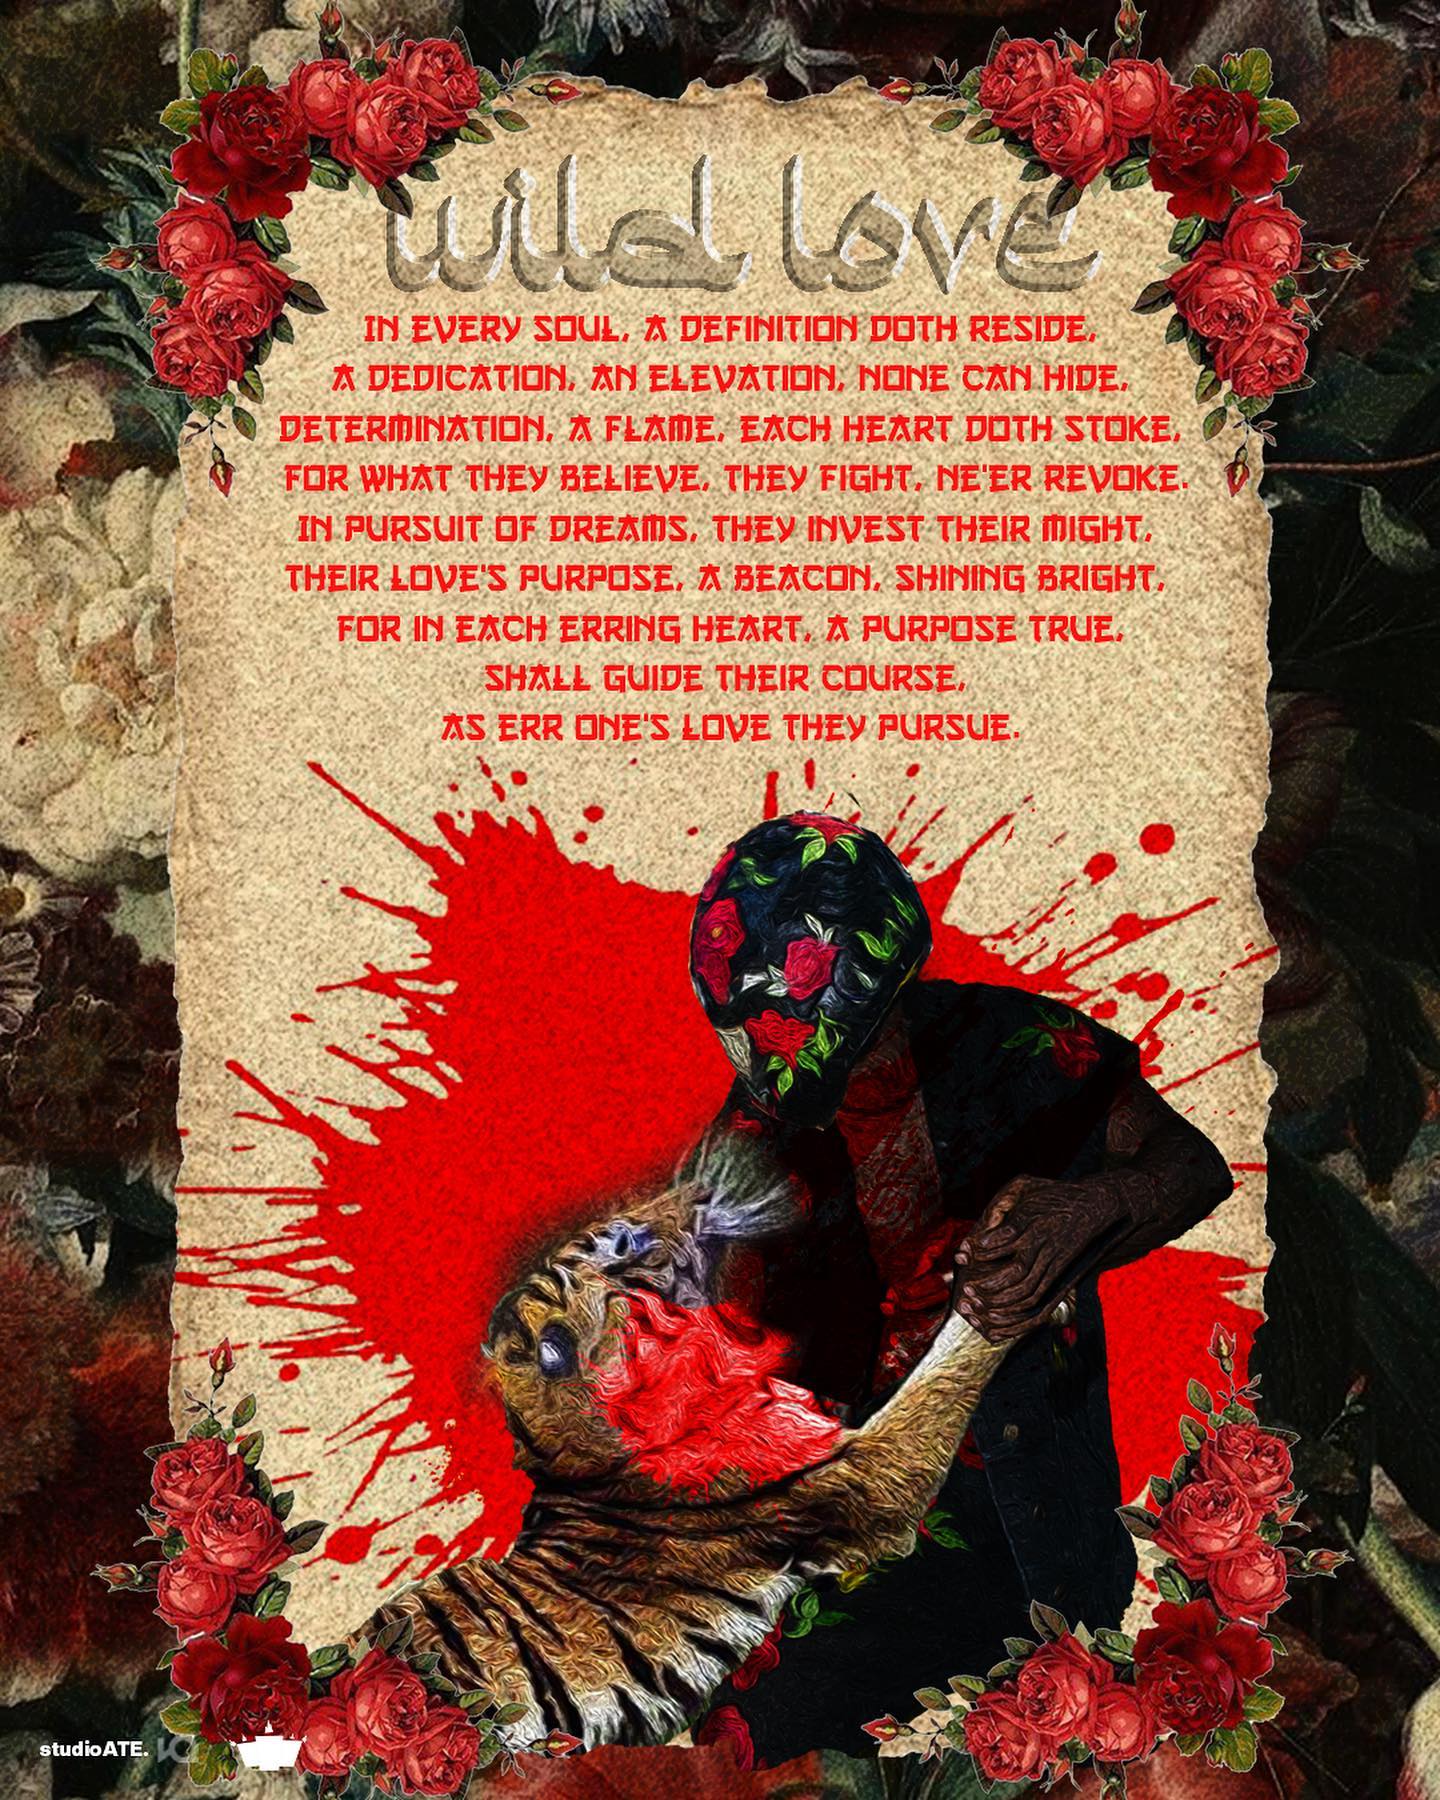 wild love
IN EVERY SOUL, A DEFINITION DOTH RESIDE,
A DEDICATION, AN ELEVATION, NONE CAN HIDE,
DETERMINATION, A FLAME, EACH HEART DOTH STOKE,
FOR WHAT THEY BELIEVE, THEY FIGHT, NE'ER REVOKE.
IN PURSUIT OF DREAMS, THEY INVEST THEIR MIGHT,
THEIR LOVE'S PURPOSE, A BEACON, SHINING BRIGHT,
FOR IN EACH ERRING HEART, A PURPOSE TRUE,
SHALL GUIDE THEIR COURSE,
AS ERR ONE'S LOVE THEY PURSUE.
studioATE.